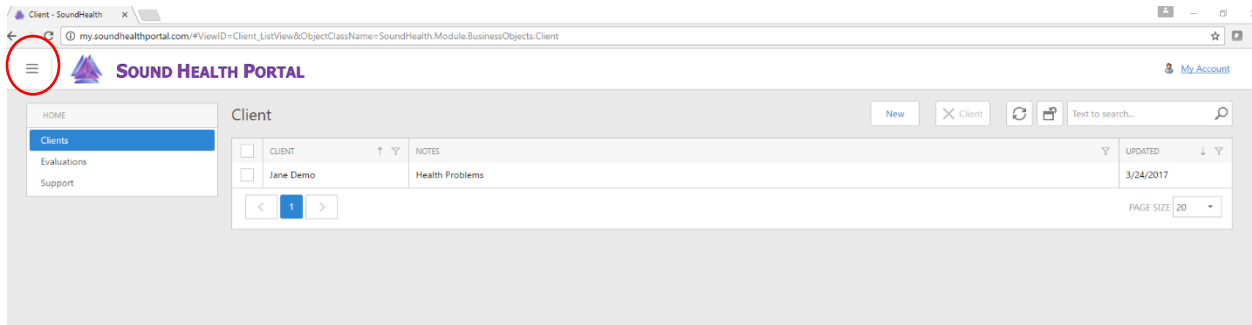 Client - SoundHealth
my.soundhealthportal.com/#ViewID=Client_ListView&ObjectClassName=SoundHealth.Module.BusinessObjects.Client
SOUND HEALTH PORTAL
My Account
HOME
Clients
Evaluations
Support
Client
New
Client
Text to search...
CLIENT NOTES UPDATED
Jane Demo Health Problems 3/24/2017
1
PAGE SIZE 20